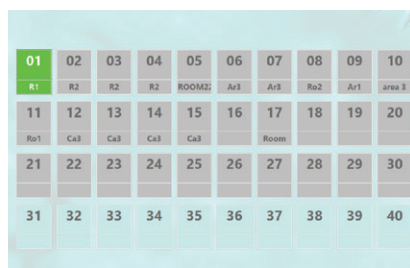 01 02 03 04 05 06 07 08 09 10
R1 R2 R2 R2 ROOM22 Ar3 Ar3 Ro2 Ar1 area 3
11 12 13 14 15 16 17 18 19 20
Ro1 Ca3 Ca3 Ca3 Ca3 Room
21 22 23 24 25 26 27 28 29 30
31 32 33 34 35 36 37 38 39 40